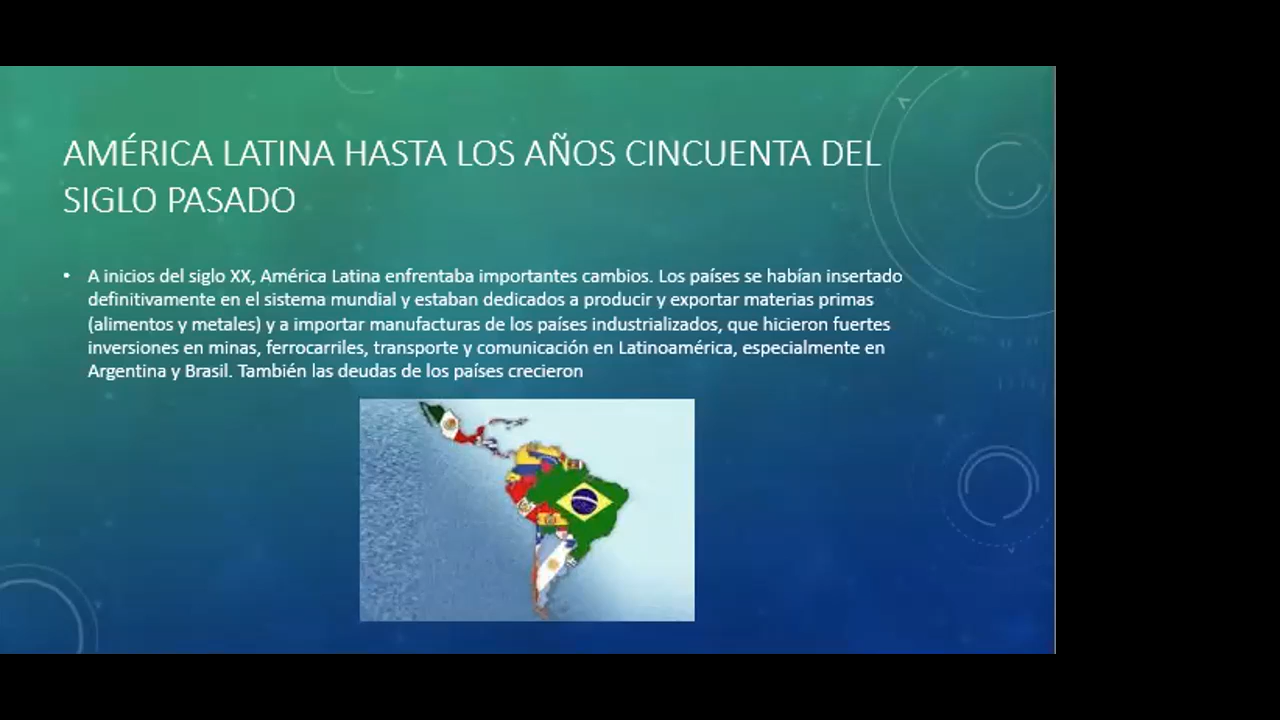 AMÉRICA LATINA HASTA LOS AÑOS CINCUENTA DEL
SIGLO PASADO
• A inicios del siglo XX, América Latina enfrentaba importantes cambios. Los países se habían insertado
definitivamente en el sistema mundial y estaban dedicados a producir y exportar materias primas
(alimentos y metales) y a importar manufacturas de los países industrializados, que hicieron fuertes
inversiones en minas, ferrocarriles, transporte y comunicación en Latinoamérica, especialmente en
Argentina y Brasil. También las deudas de los países crecieron